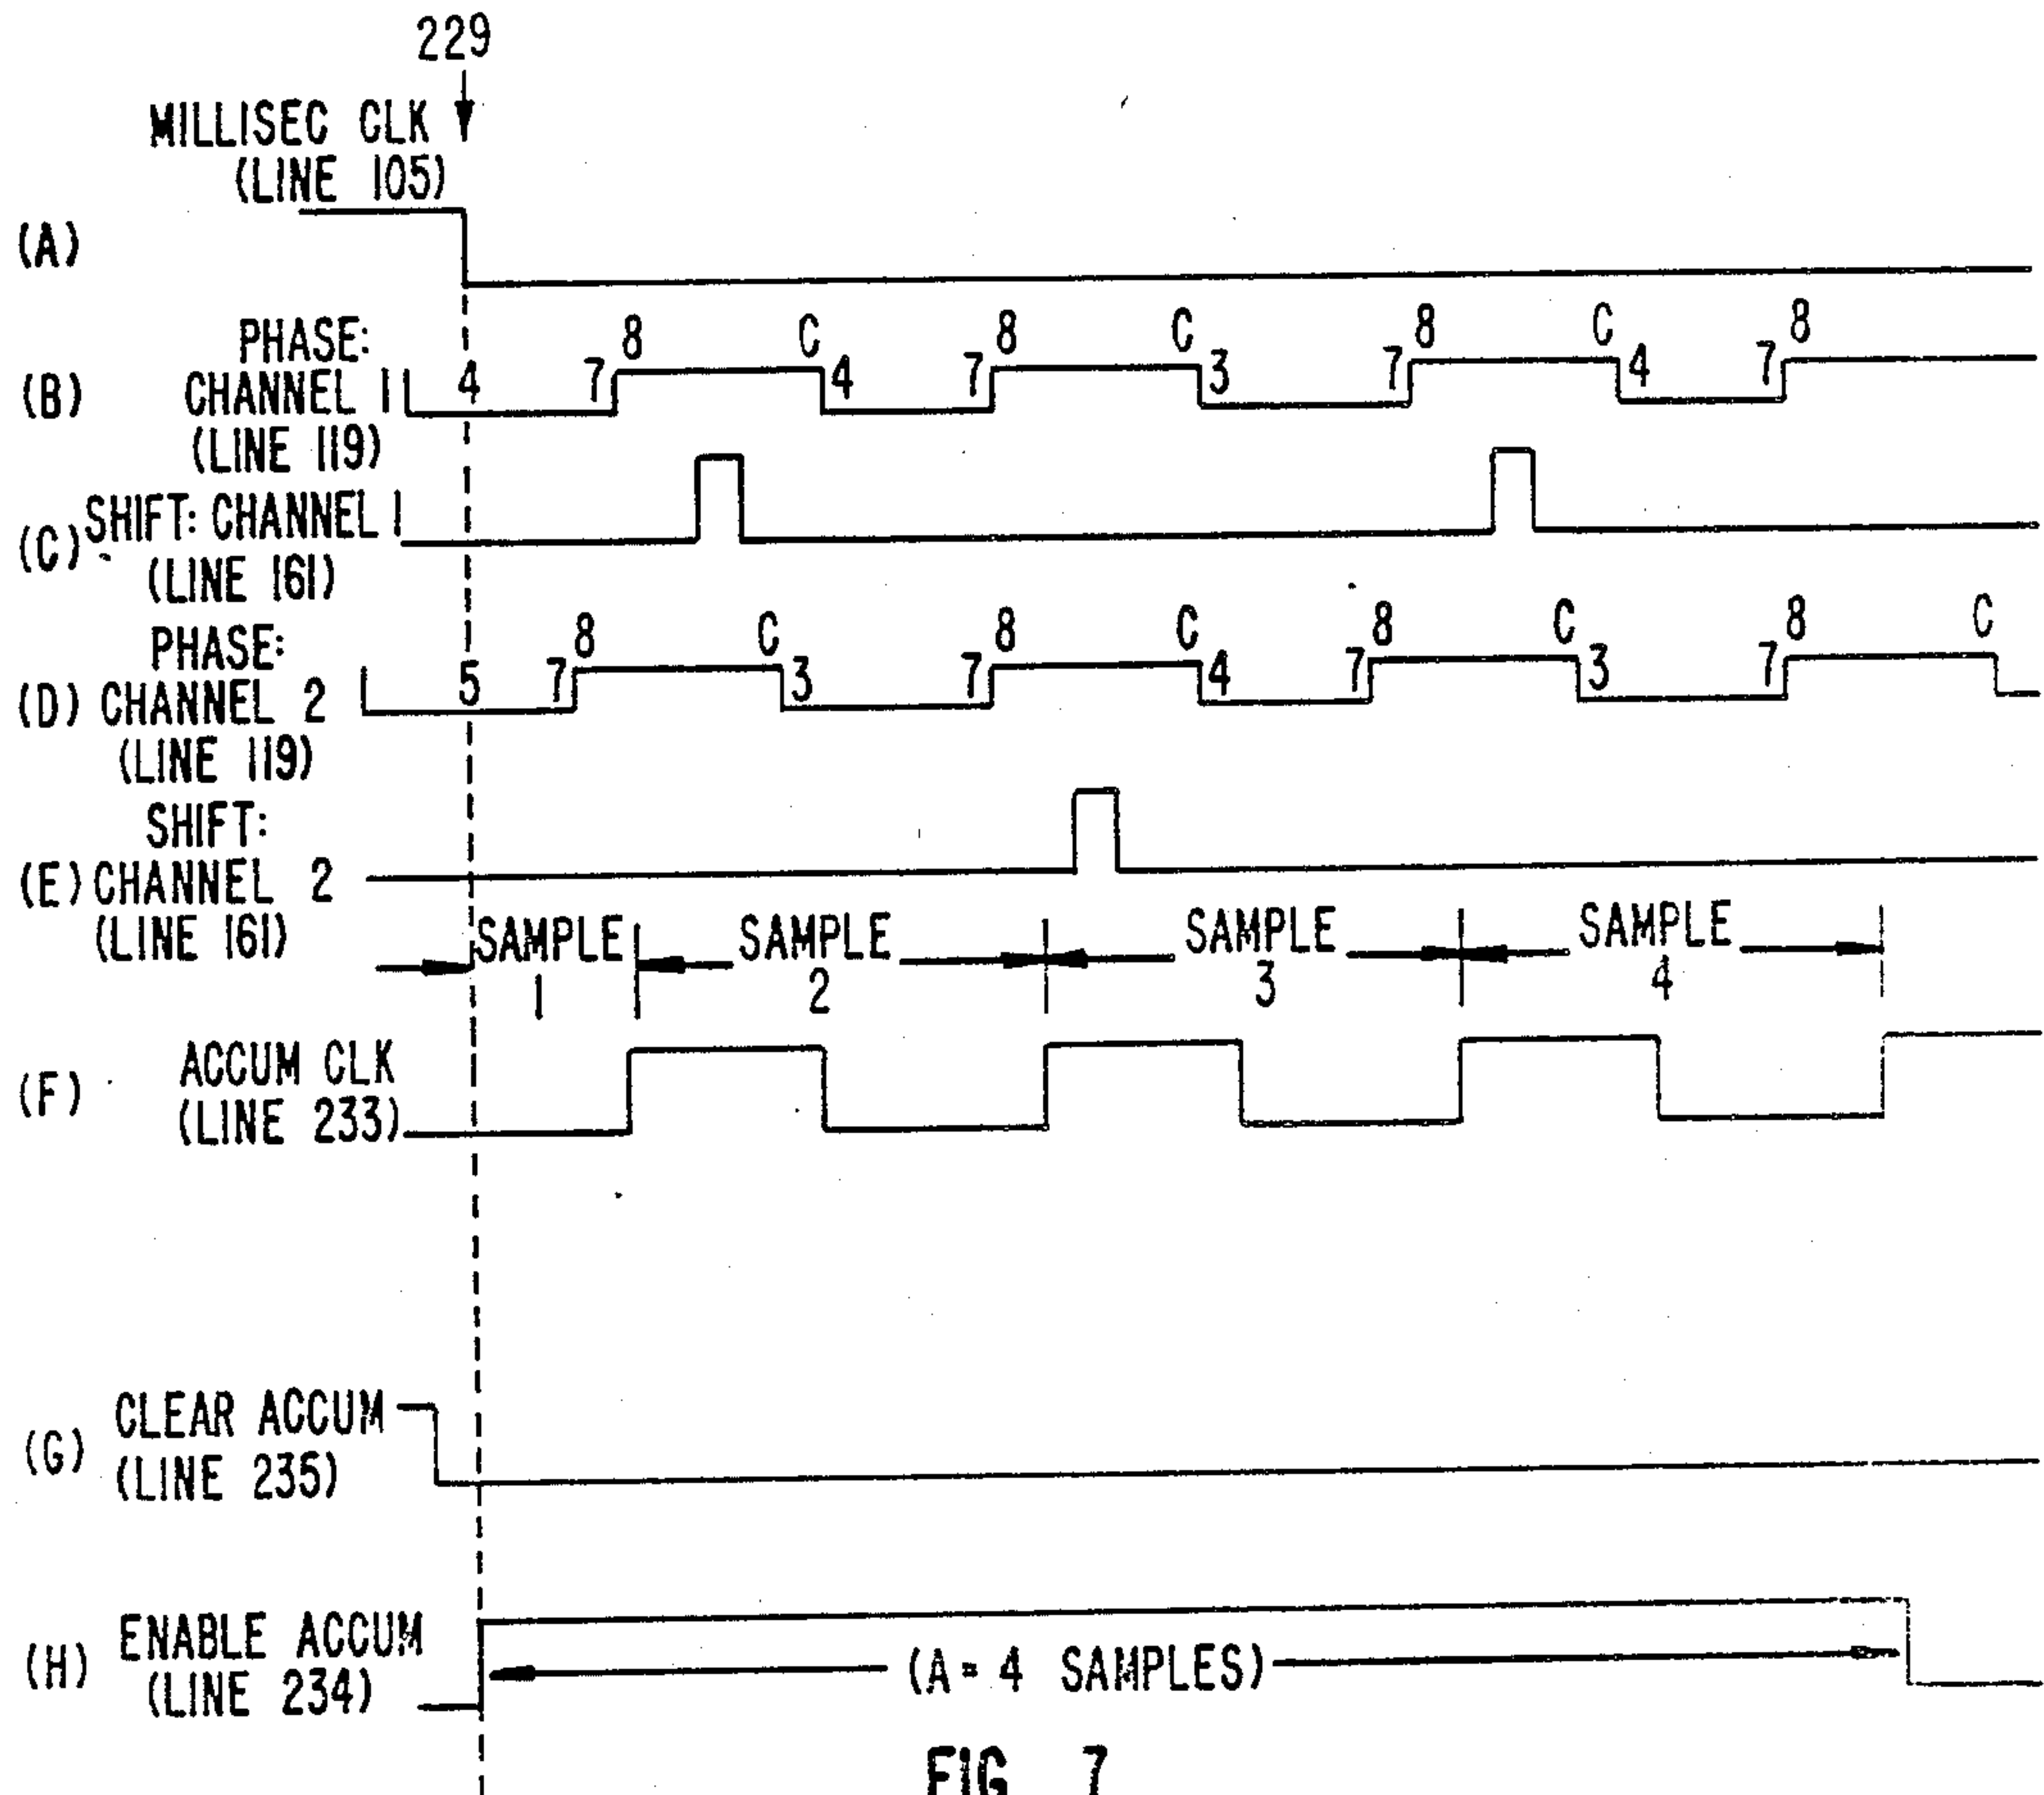 229
MILLISEC CLK
(LINE 105)
(A)
PHASE:
CHANNEL 1
(LINE 119)
(B)
4 7 8 C 4 7 8 C 3 7 8 C 4 7 8
(C) SHIFT: CHANNEL 1
(LINE 161)
PHASE:
(D) CHANNEL 2
(LINE 119)
5 7 8 C 3 7 8 C 4 7 8 C 3 7 8 C
SHIFT:
(E) CHANNEL 2
(LINE 161)
SAMPLE 1
SAMPLE 2
SAMPLE 3
SAMPLE 4
(F) ACCUM CLK
(LINE 233)
(G) CLEAR ACCUM
(LINE 235)
(H) ENABLE ACCUM
(LINE 234)
(A = 4 SAMPLES)
FIG 7